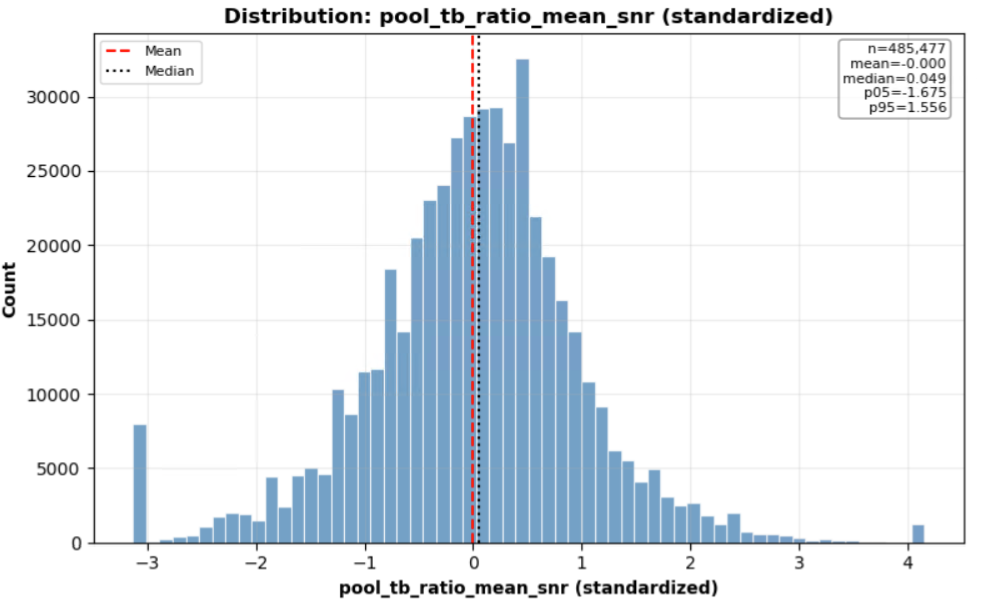 Distribution: pool_tb_ratio_mean_snr (standardized)
Mean
Median
n=485,477
mean=-0.000
median=0.049
p05=-1.675
p95=1.556
Count
30000
25000
20000
15000
10000
5000
0
−3 −2 −1 0 1 2 3 4
pool_tb_ratio_mean_snr (standardized)